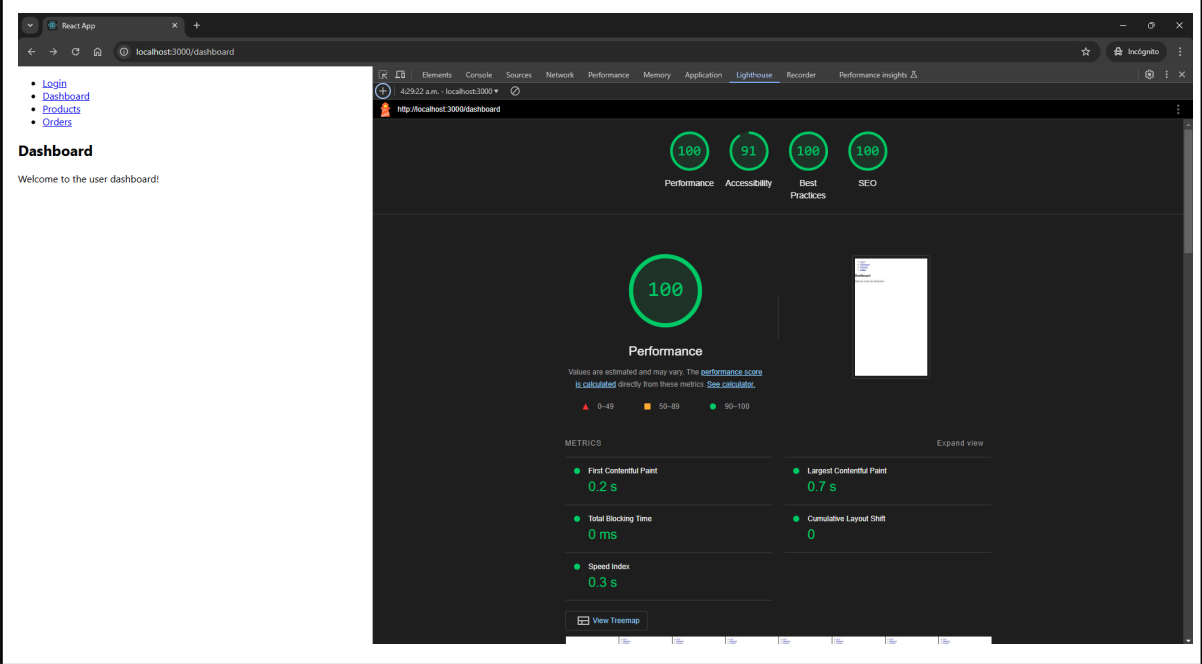 React App
localhost:3000/dashboard
Incógnito
Login
Dashboard
Products
Orders
Dashboard
Welcome to the user dashboard!
Elements Console Sources Network Performance Memory Application Lighthouse Recorder Performance insights
4:29:22 a.m. - localhost:3000
http://localhost:3000/dashboard
100 91 100 100
Performance Accessibility Best Practices SEO
100
Performance
Values are estimated and may vary. The performance score
is calculated directly from these metrics. See calculator.
0–49 50–89 90–100
METRICS Expand view
First Contentful Paint
0.2 s
Largest Contentful Paint
0.7 s
Total Blocking Time
0 ms
Cumulative Layout Shift
0
Speed Index
0.3 s
View Treemap